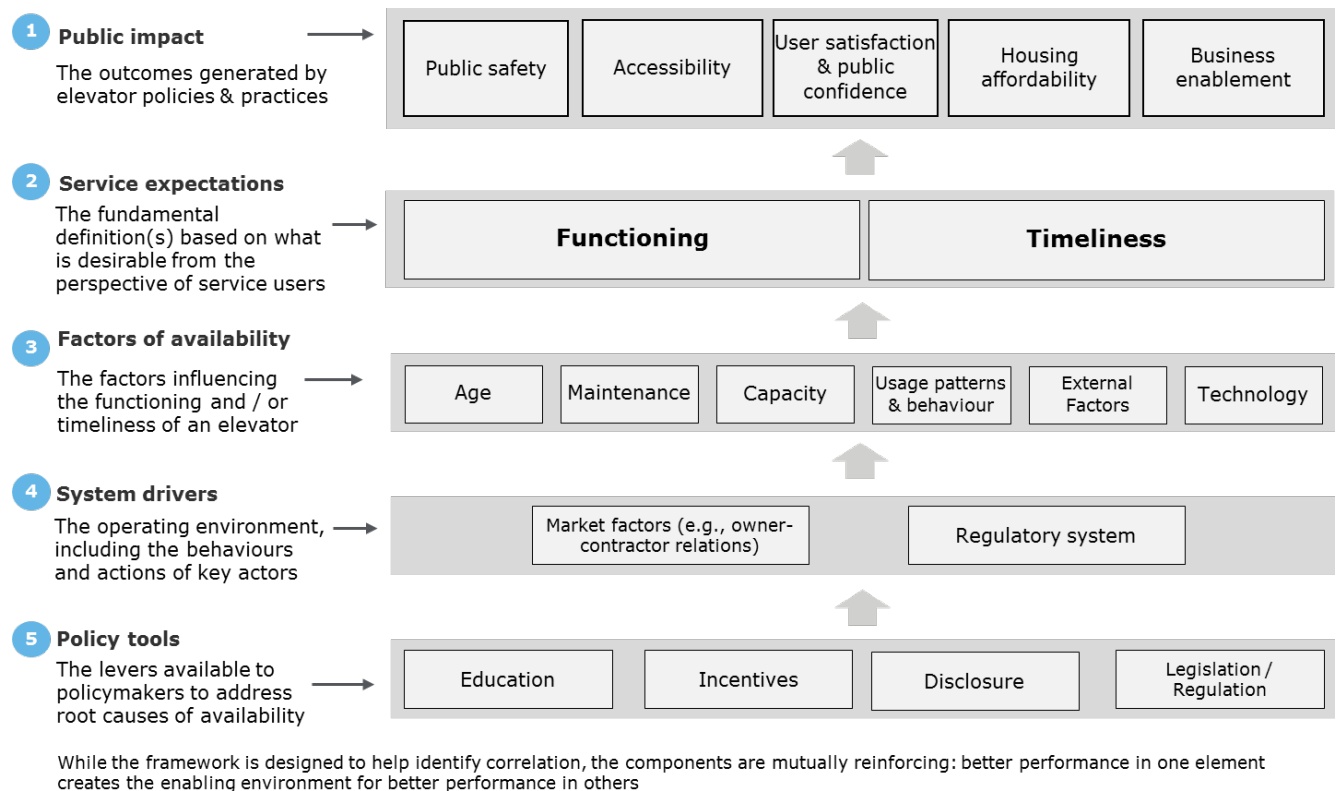 1
Public impact
The outcomes generated by
elevator policies & practices
Public safety
Accessibility
User satisfaction
& public
confidence
Housing
affordability
Business
enablement
2
Service expectations
The fundamental
definition(s) based on what
is desirable from the
perspective of service users
Functioning
Timeliness
3
Factors of availability
The factors influencing
the functioning and / or
timeliness of an elevator
Age
Maintenance
Capacity
Usage patterns
& behaviour
External
Factors
Technology
4
System drivers
The operating environment,
including the behaviours
and actions of key actors
Market factors (e.g., owner-
contractor relations)
Regulatory system
5
Policy tools
The levers available to
policymakers to address
root causes of availability
Education
Incentives
Disclosure
Legislation /
Regulation
While the framework is designed to help identify correlation, the components are mutually reinforcing: better performance in one element
creates the enabling environment for better performance in others